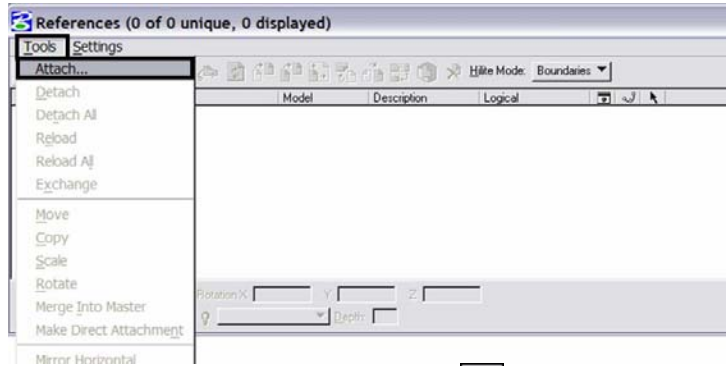 References (0 of 0 unique, 0 displayed)
Tools Settings
Attach...
Hilite Mode: Boundaries
Model Description Logical
Detach
Detach All
Reload
Reload All
Exchange
Move
Copy
Scale
Rotate
Rotation X Y Z
Merge Into Master
Depth:
Make Direct Attachment
Mirror Horizontal